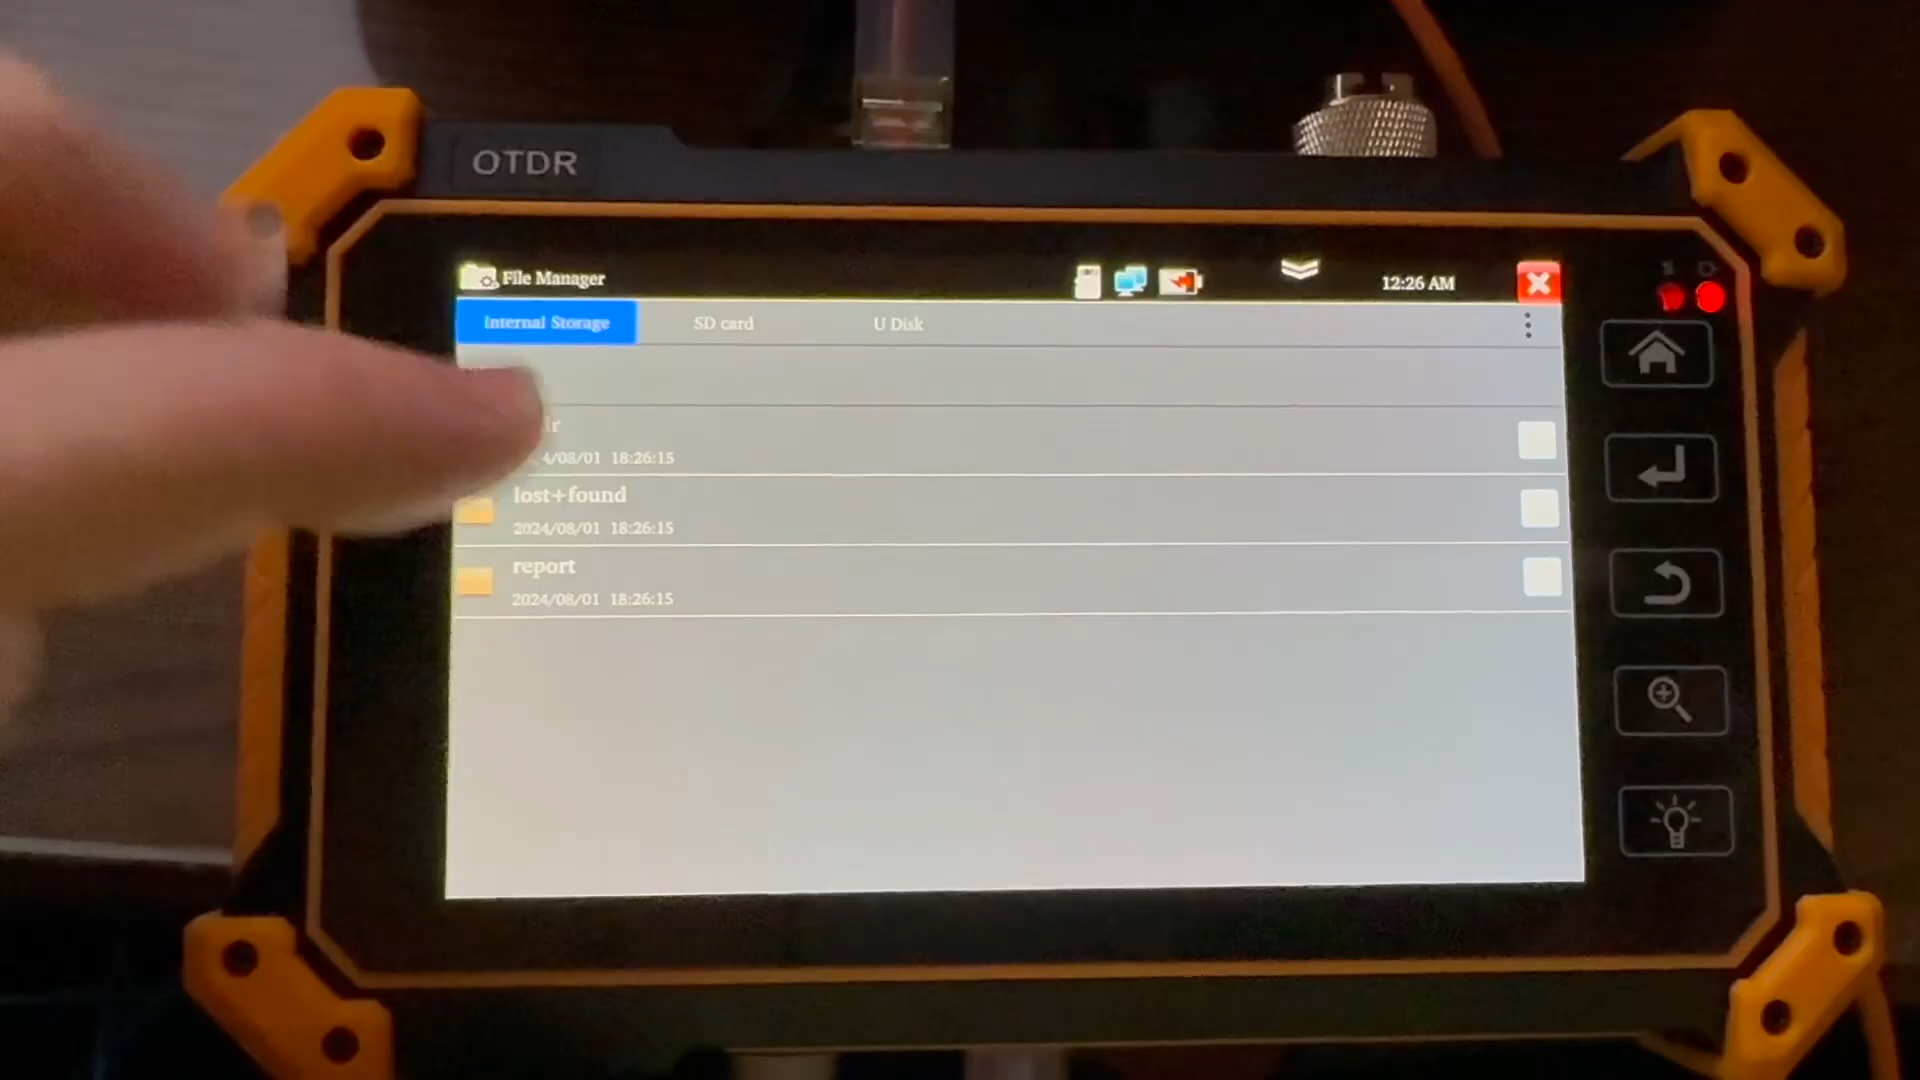 OTDR
File Manager
12:26 AM
Internal Storage
SD card
U Disk
4/08/01 18:26:15
lost+found
2024/08/01 18:26:15
report
2024/08/01 18:26:15